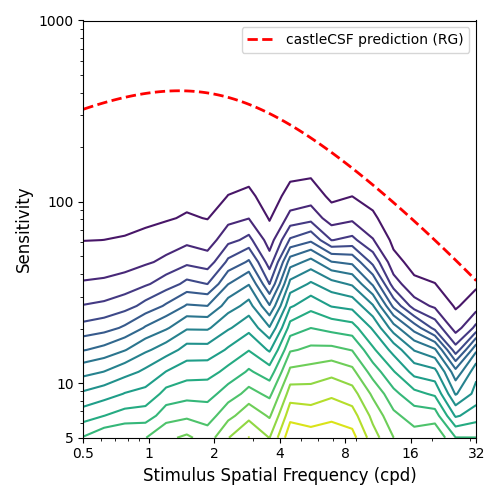 1000
castleCSF prediction (RG)
100
Sensitivity
10
5
0.5 1 2 4 8 16 32
Stimulus Spatial Frequency (cpd)